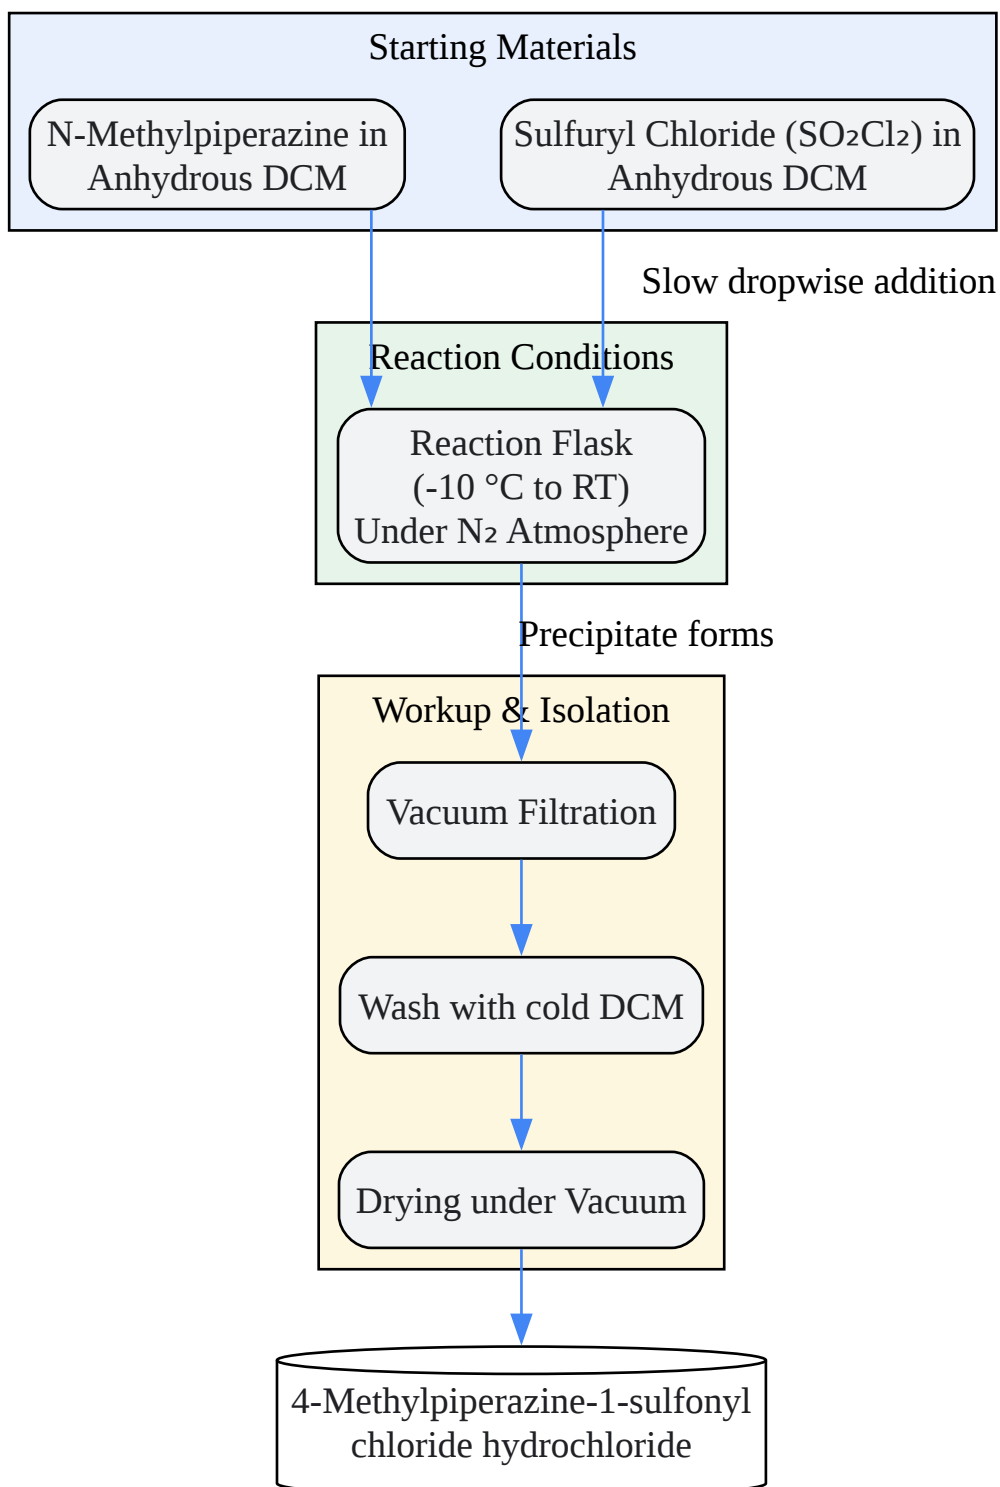 Starting Materials
N-Methylpiperazine in
Anhydrous DCM
Sulfuryl Chloride (SO₂Cl₂) in
Anhydrous DCM
Slow dropwise addition
Reaction Conditions
Reaction Flask
(-10 °C to RT)
Under N₂ Atmosphere
Precipitate forms
Workup & Isolation
Vacuum Filtration
Wash with cold DCM
Drying under Vacuum
4-Methylpiperazine-1-sulfonyl
chloride hydrochloride